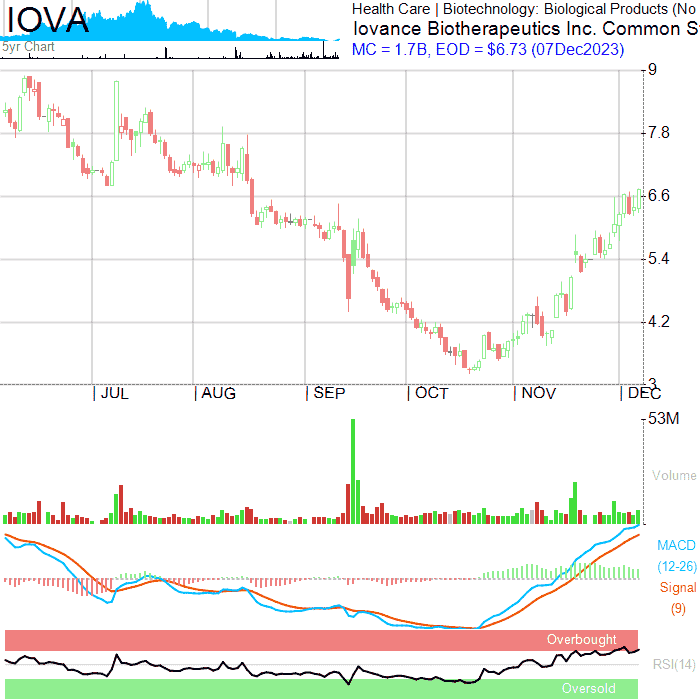 IOVA
5yr Chart
Health Care | Biotechnology: Biological Products (No
Iovance Biotherapeutics Inc. Common St
MC = 1.7B, EOD = $6.73 (07Dec2023)
9
7.8
6.6
5.4
4.2
3
JUL AUG SEP OCT NOV DEC
53M
Volume
MACD
(12-26)
Signal
(9)
Overbought
RSI(14)
Oversold